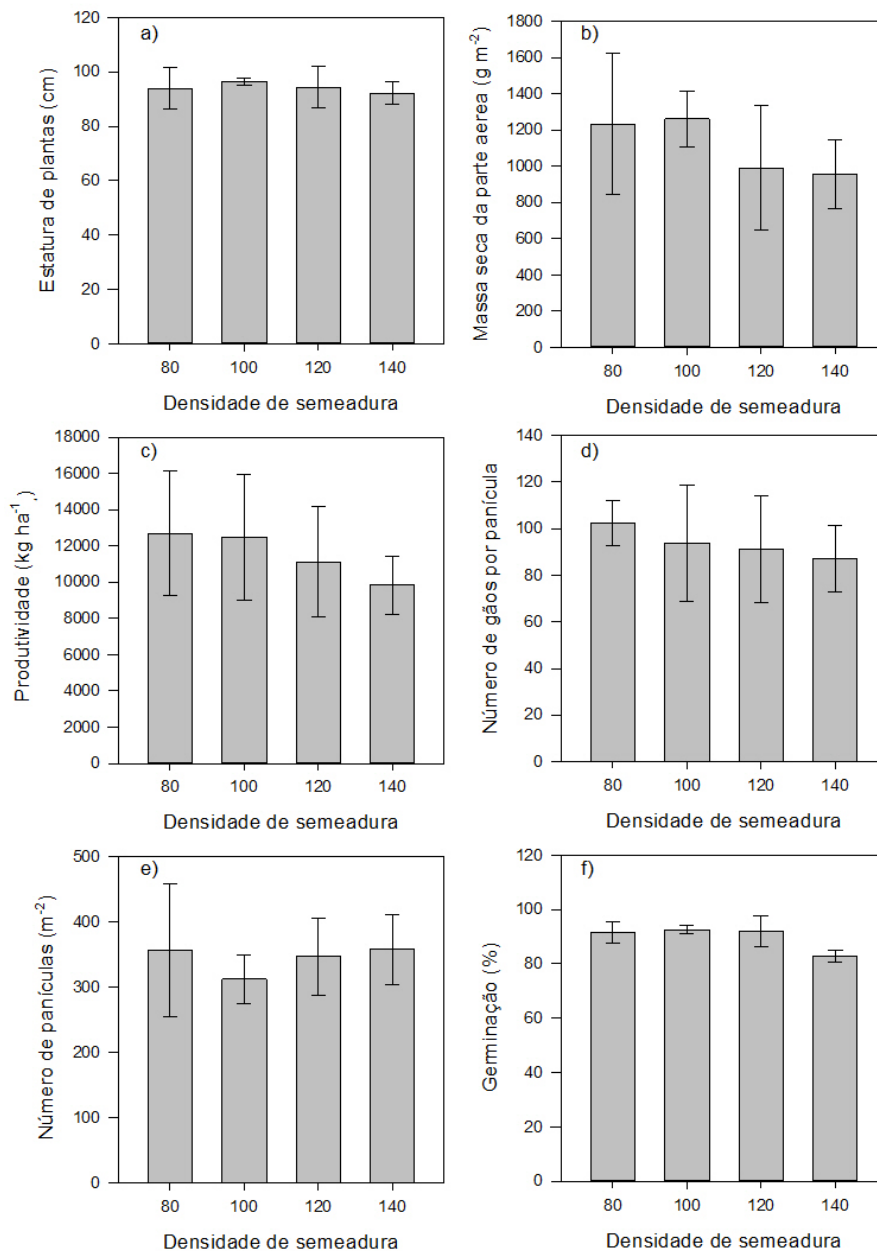 a)
Estatura de plantas (cm)
120
100
80
60
40
20
0
80 100 120 140
Densidade de semeadura
b)
Massa seca da parte aerea (g m⁻²)
1800
1600
1400
1200
1000
800
600
400
200
0
80 100 120 140
Densidade de semeadura
c)
Produtividade (kg ha⁻¹,)
18000
16000
14000
12000
10000
8000
6000
4000
2000
0
80 100 120 140
Densidade de semeadura
d)
Número de gãos por panícula
140
120
100
80
60
40
20
0
80 100 120 140
Densidade de semeadura
e)
Número de panículas (m⁻²)
500
400
300
200
100
0
80 100 120 140
Densidade de semeadura
f)
Germinação (%)
120
100
80
60
40
20
0
80 100 120 140
Densidade de semeadura